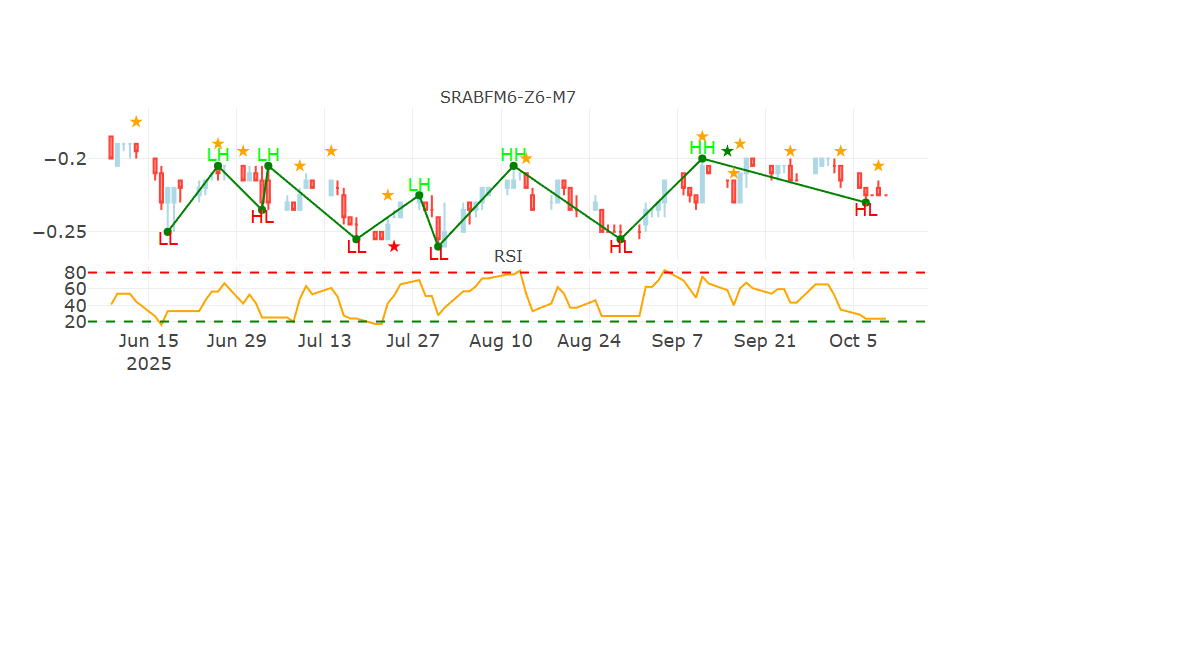 SRABFM6-Z6-M7
−0.2
−0.25
LL
LH
HL
LH
LL
LH
LL
HH
HL
HH
HL
RSI
80
60
40
20
Jun 15 Jun 29 Jul 13 Jul 27 Aug 10 Aug 24 Sep 7 Sep 21 Oct 5
2025